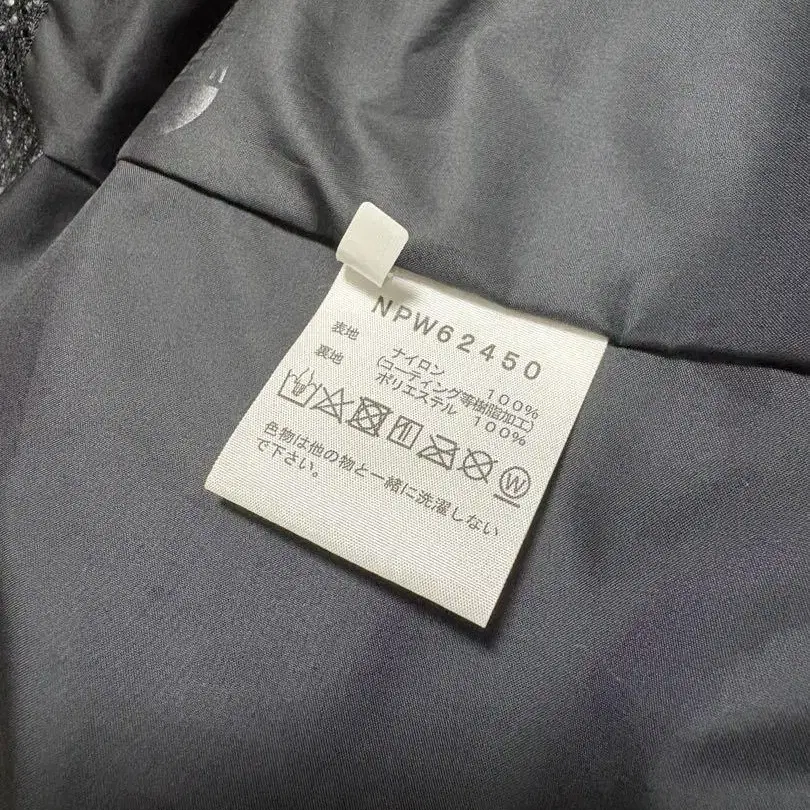 NPW62450
表地 ナイロン 100%
(コーティング等樹脂加工)
裏地 ポリエステル 100%
W
色物は他の物と一緒に洗濯しない
で下さい。